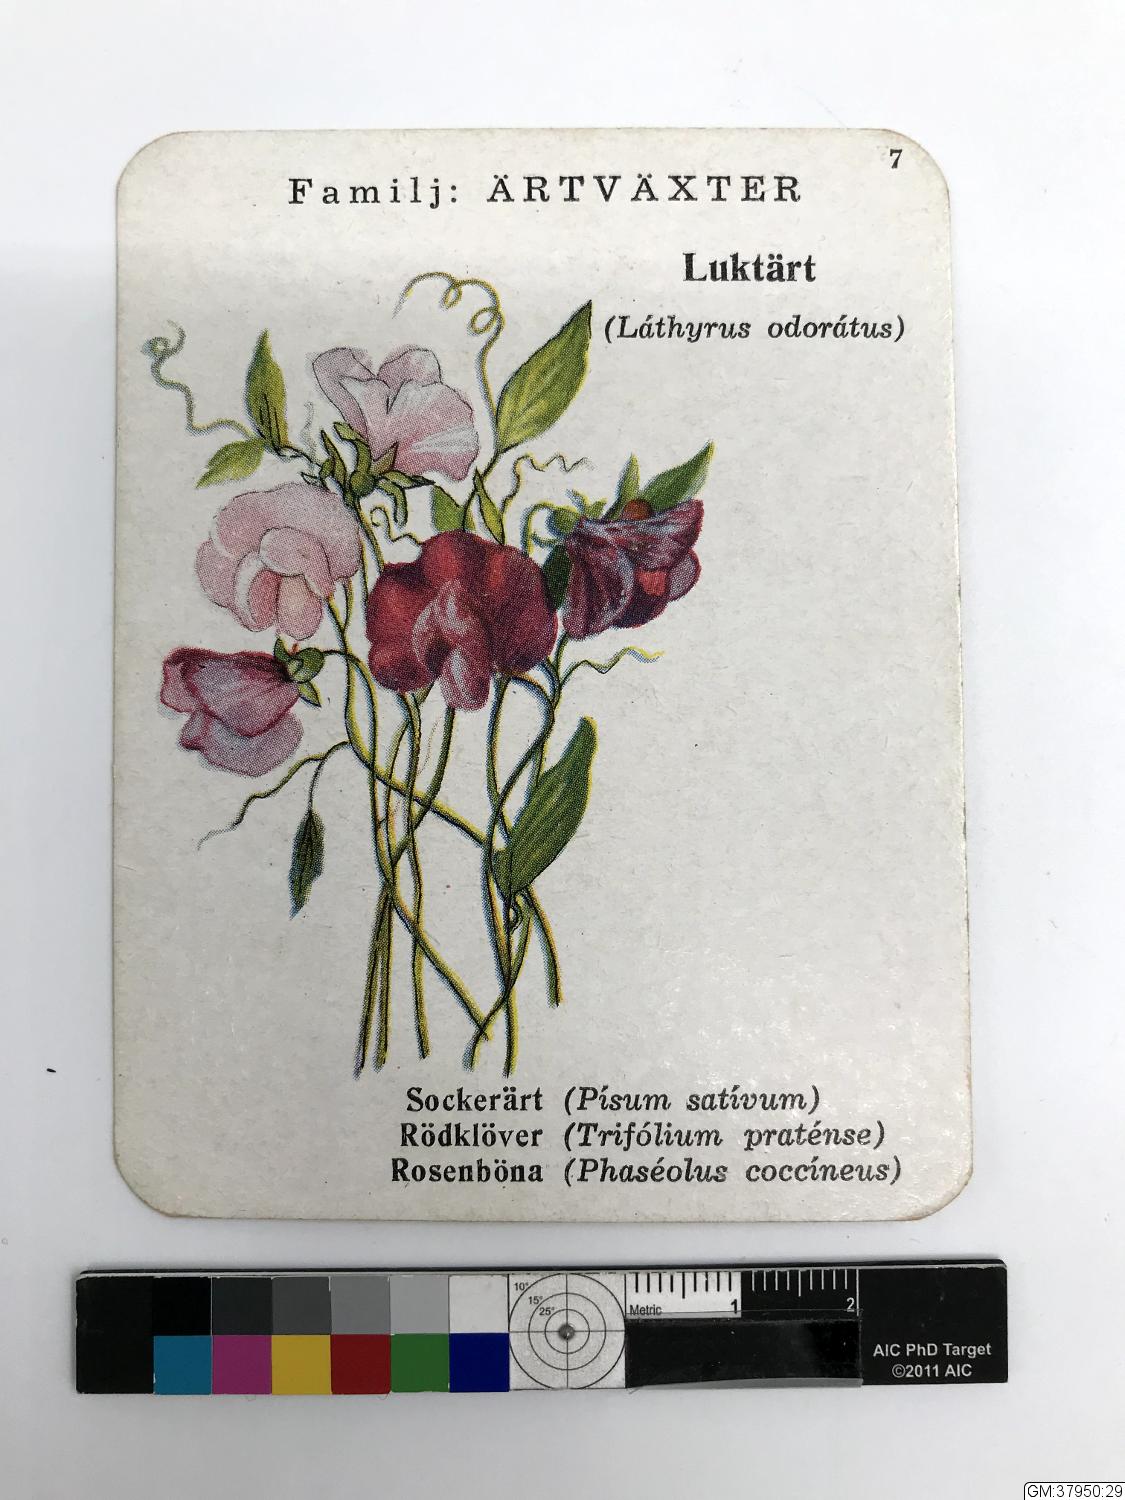 7
Familj: ÄRTVÄXTER
Luktärt
(Láthyrus odorátus)
Sockerärt (Písum satívum)
Rödklöver (Trifólium praténse)
Rosenböna (Phaséolus coccíneus)
10°
15°
25°
Metric 1 2
AIC PhD Target
©2011 AIC
GM:37950:29